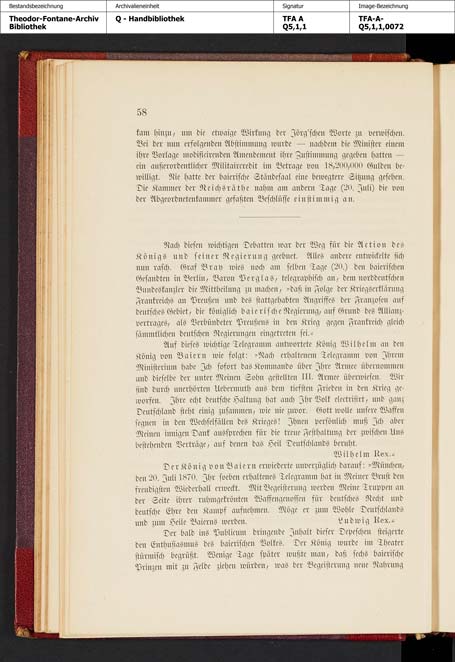 Bestandsbezeichnung
Archivalieneinheit
Signatur
Image-Bezeichnung
Theodor-Fontane-Archiv
Bibliothek
Q - Handbibliothek
TFA A
Q5,1,1
TFA-A-
Q5,1,1,0072
58
kam hinzu, um die etwaige Wirkung der Jörg'schen Worte zu verwischen.
Bei der nun erfolgenden Abstimmung wurde — nachdem die Minister einem
ihre Vorlage modificirenden Amendement ihre Zustimmung gegeben hatten —
ein außerordentlicher Militaircredit im Betrage von 18,200,000 Gulden be-
willigt. Nie hatte der baierische Ständesaal eine bewegtere Sitzung gesehen.
Die Kammer der Reichsräthe nahm am andern Tage (20. Juli) die von
der Abgeordnetenkammer gefaßten Beschlüsse einstimmig an.
Nach diesen wichtigen Debatten war der Weg für die Action des
Königs und seiner Regierung geebnet. Alles andere entwickelte sich
nun rasch. Graf Bray wies noch am selben Tage (20.) den baierischen
Gesandten in Berlin, Baron Perglas, telegraphisch an, dem norddeutschen
Bundeskanzler die Mittheilung zu machen, »daß in Folge der Kriegserklärung
Frankreichs an Preußen und des stattgehabten Angriffes der Franzosen auf
deutsches Gebiet, die königlich baierische Regierung, auf Grund des Allianz-
vertrages, als Verbündeter Preußens in den Krieg gegen Frankreich gleich
sämmtlichen deutschen Regierungen eingetreten sei.«
Auf dieses wichtige Telegramm antwortete König Wilhelm an den
König von Baiern wie folgt: »Nach erhaltenem Telegramm von Ihrem
Ministerium habe Ich sofort das Kommando über Ihre Armee übernommen
und dieselbe der unter Meinen Sohn gestellten III. Armee überwiesen. Wir
sind durch unerhörten Uebermuth aus dem tiefsten Frieden in den Krieg ge-
worfen. Ihre echt deutsche Haltung hat auch Ihr Volk electrisirt, und ganz
Deutschland steht einig zusammen, wie nie zuvor. Gott wolle unsere Waffen
segnen in den Wechselfällen des Krieges! Ihnen persönlich muß Ich aber
Meinen innigen Dank aussprechen für die treue Festhaltung der zwischen Uns
bestehenden Verträge, auf denen das Heil Deutschlands beruht.
Wilhelm Rex.«
Der König von Baiern erwiederte unverzüglich darauf: »München,
den 20. Juli 1870. Ihr soeben erhaltenes Telegramm hat in Meiner Brust den
freudigsten Wiederhall erweckt. Mit Begeisterung werden Meine Truppen an
der Seite ihrer ruhmgekrönten Waffengenossen für deutsches Recht und
deutsche Ehre den Kampf aufnehmen. Möge er zum Wohle Deutschlands
und zum Heile Baierns werden. Ludwig Rex.«
Der bald ins Publicum dringende Inhalt dieser Depeschen steigerte
den Enthusiasmus des baierischen Volkes. Der König wurde im Theater
stürmisch begrüßt. Wenige Tage später wußte man, daß sechs baierische
Prinzen mit zu Felde ziehen würden, was der Begeisterung neue Nahrung